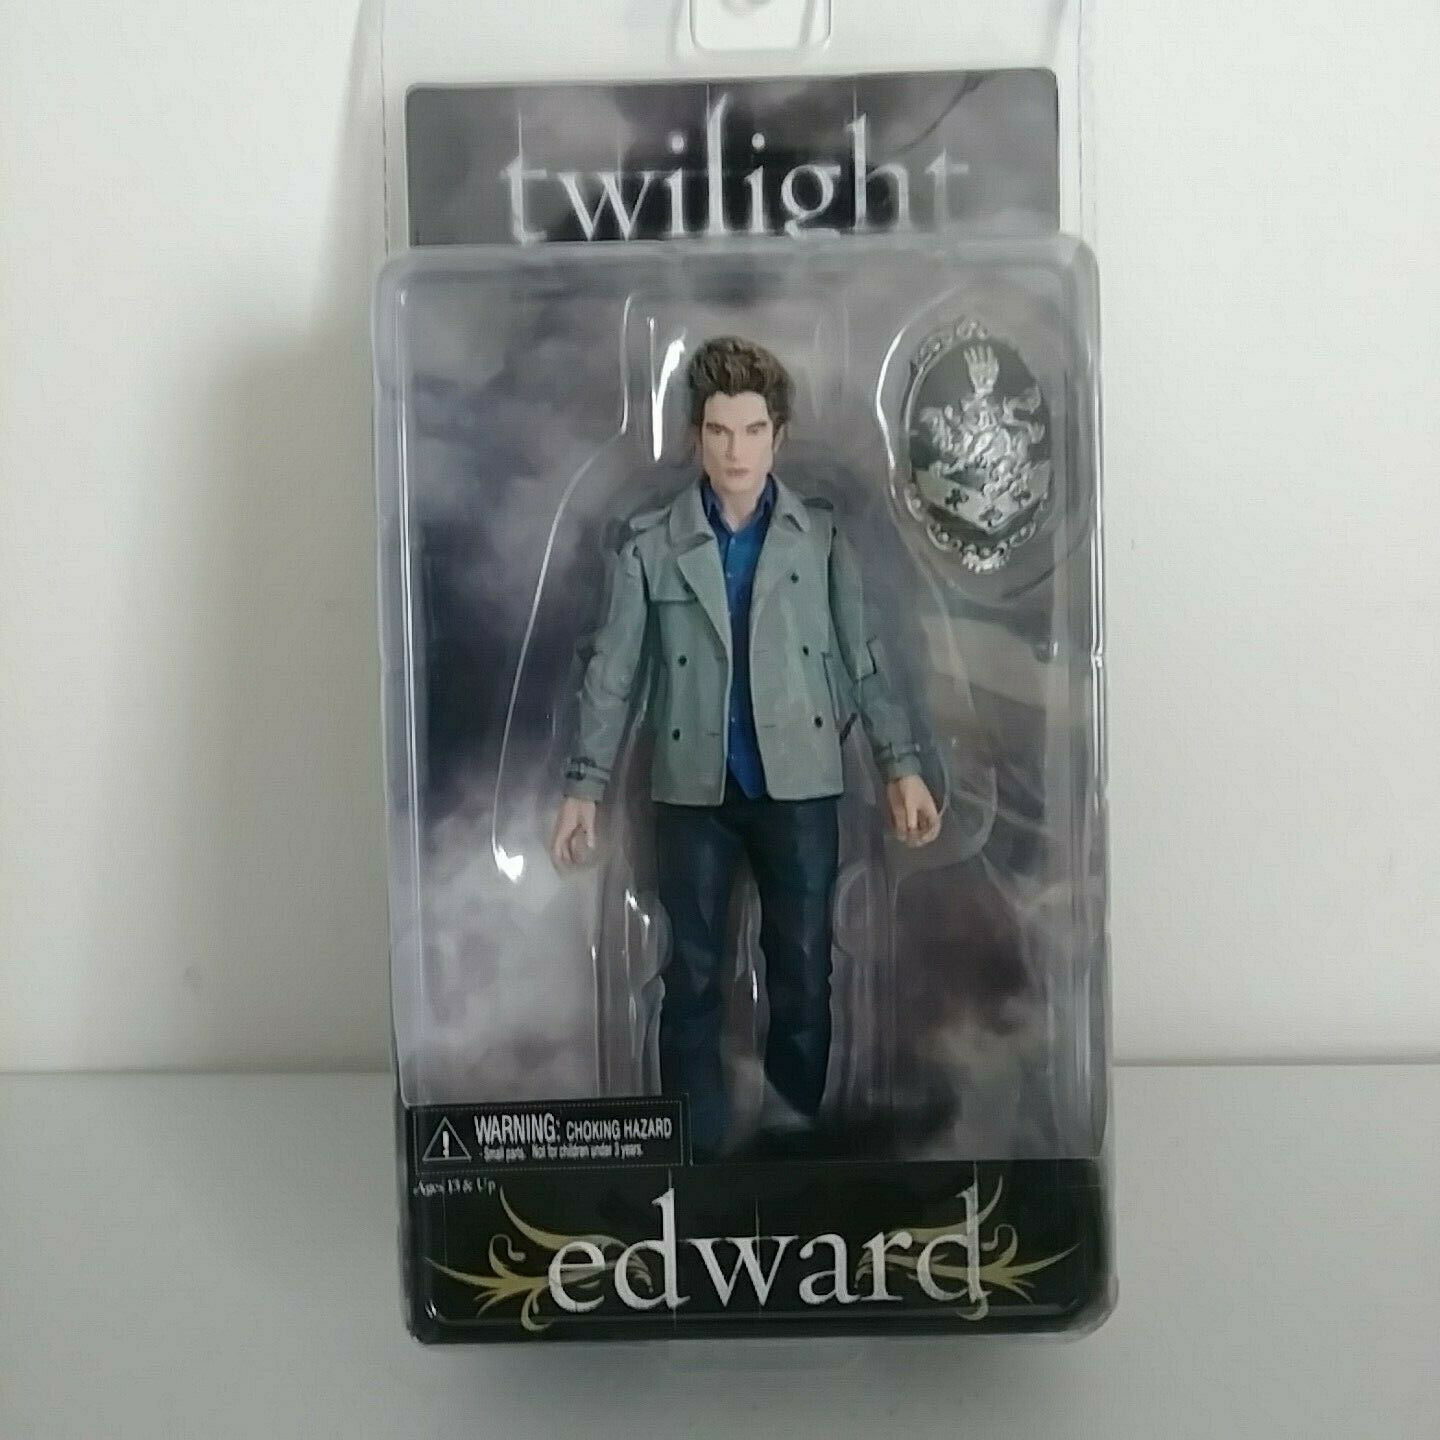 twilight
WARNING: CHOKING HAZARD
Small parts. Not for children under 3 years.
Ages 13 & Up
edward